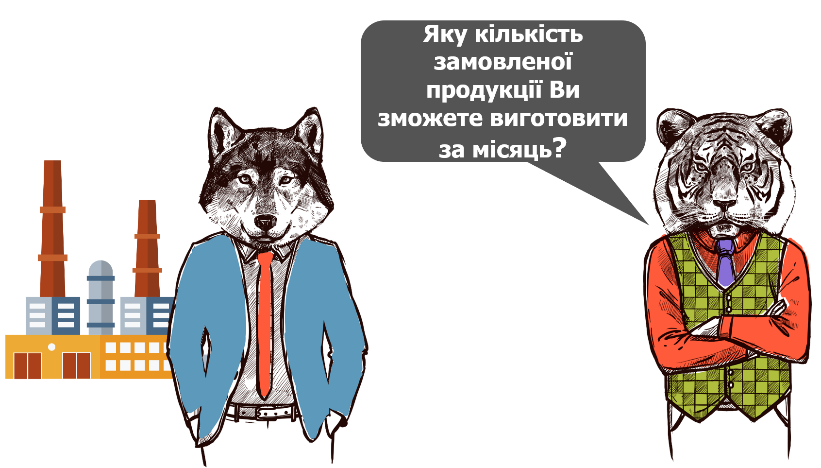 Яку кількість
замовленої
продукції Ви
зможете виготовити
за місяць?